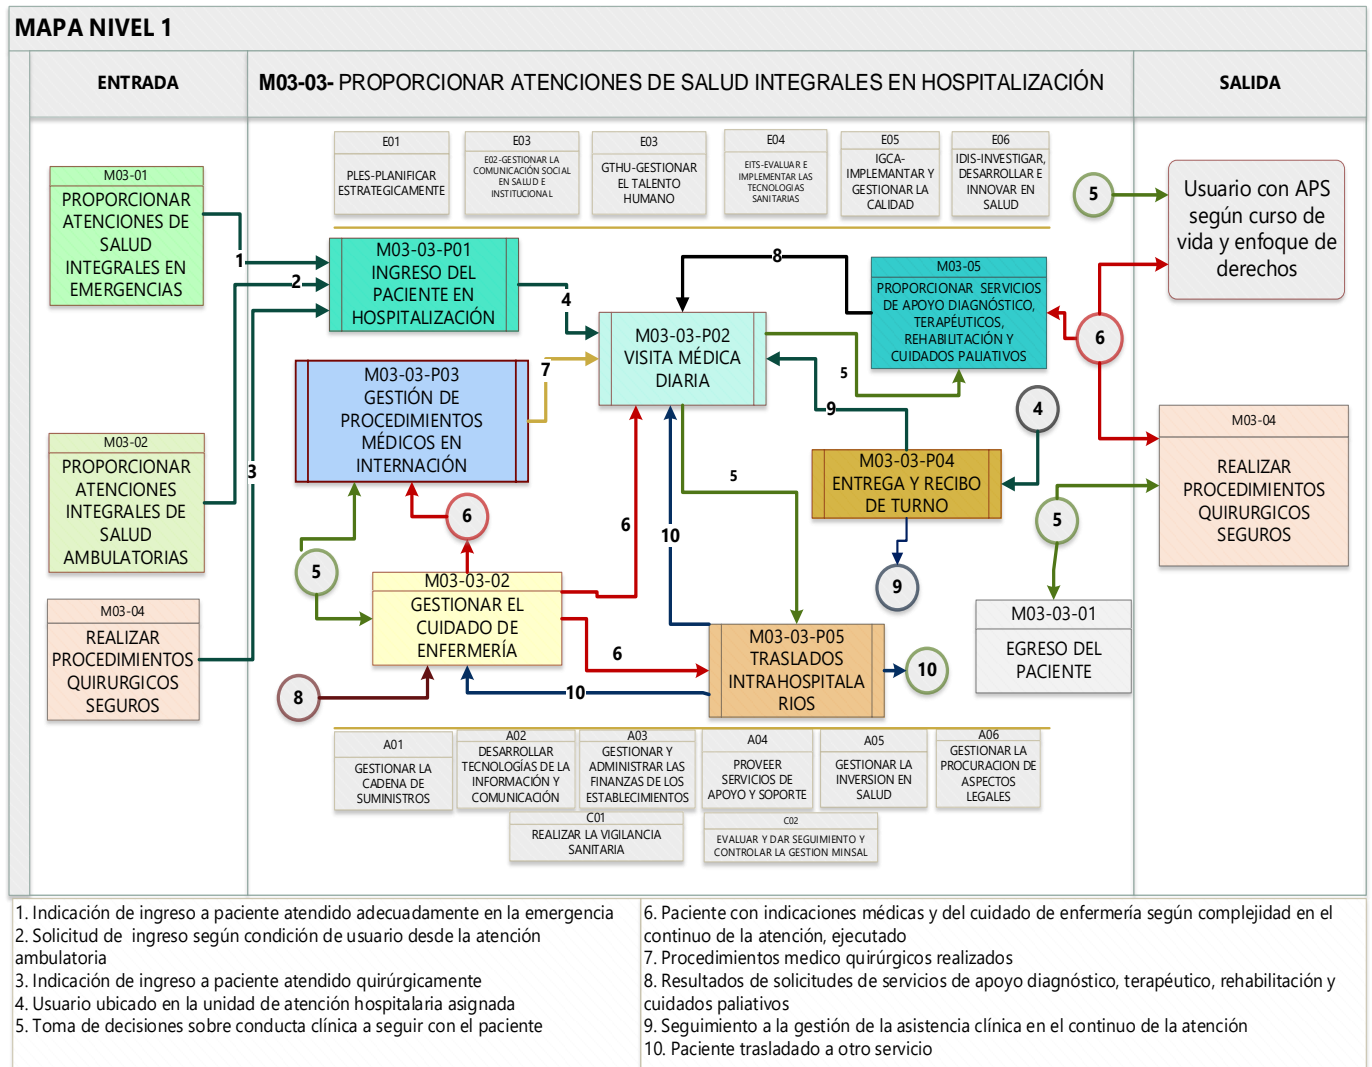 MAPA NIVEL 1
ENTRADA
M03-03- PROPORCIONAR ATENCIONES DE SALUD INTEGRALES EN HOSPITALIZACIÓN
SALIDA
E01
PLES-PLANIFICAR
ESTRATEGICAMENTE
E03
E02-GESTIONAR LA
COMUNICACIÓN SOCIAL
EN SALUD E
INSTITUCIONAL
E03
GTHU-GESTIONAR
EL TALENTO
HUMANO
E04
EITS-EVALUAR E
IMPLEMENTAR LAS
TECNOLOGIAS
SANITARIAS
E05
IGCA-
IMPLEMANTAR Y
GESTIONAR LA
CALIDAD
E06
IDIS-INVESTIGAR,
DESARROLLAR E
INNOVAR EN
SALUD
M03-01
PROPORCIONAR
ATENCIONES DE
SALUD
INTEGRALES EN
EMERGENCIAS
M03-02
PROPORCIONAR
ATENCIONES
INTEGRALES DE
SALUD
AMBULATORIAS
M03-04
REALIZAR
PROCEDIMIENTOS
QUIRURGICOS
SEGUROS
1
2
3
M03-03-P01
INGRESO DEL
PACIENTE EN
HOSPITALIZACIÓN
4
M03-03-P03
GESTIÓN DE
PROCEDIMIENTOS
MÉDICOS EN
INTERNACIÓN
7
M03-03-P02
VISITA MÉDICA
DIARIA
8
5
9
5
M03-05
PROPORCIONAR SERVICIOS
DE APOYO DIAGNÓSTICO,
TERAPÉUTICOS,
REHABILITACIÓN Y
CUIDADOS PALIATIVOS
M03-03-P04
ENTREGA Y RECIBO
DE TURNO
4
9
6
5
M03-03-02
GESTIONAR EL
CUIDADO DE
ENFERMERÍA
8
6
10
6
10
M03-03-P05
TRASLADOS
INTRAHOSPITALA
RIOS
10
5
6
5
Usuario con APS
según curso de
vida y enfoque de
derechos
M03-04
REALIZAR
PROCEDIMIENTOS
QUIRURGICOS
SEGUROS
M03-03-01
EGRESO DEL
PACIENTE
A01
GESTIONAR LA
CADENA DE
SUMINISTROS
A02
DESARROLLAR
TECNOLOGÍAS DE LA
INFORMACIÓN Y
COMUNICACIÓN
A03
GESTIONAR Y
ADMINISTRAR LAS
FINANZAS DE LOS
ESTABLECIMIENTOS
A04
PROVEER
SERVICIOS DE
APOYO Y SOPORTE
A05
GESTIONAR LA
INVERSION EN
SALUD
A06
GESTIONAR LA
PROCURACION DE
ASPECTOS
LEGALES
C01
REALIZAR LA VIGILANCIA
SANITARIA
C02
EVALUAR Y DAR SEGUIMIENTO Y
CONTROLAR LA GESTION MINSAL
1. Indicación de ingreso a paciente atendido adecuadamente en la emergencia
2. Solicitud de ingreso según condición de usuario desde la atención
ambulatoria
3. Indicación de ingreso a paciente atendido quirúrgicamente
4. Usuario ubicado en la unidad de atención hospitalaria asignada
5. Toma de decisiones sobre conducta clínica a seguir con el paciente
6. Paciente con indicaciones médicas y del cuidado de enfermería según complejidad en el
continuo de la atención, ejecutado
7. Procedimientos medico quirúrgicos realizados
8. Resultados de solicitudes de servicios de apoyo diagnóstico, terapéutico, rehabilitación y
cuidados paliativos
9. Seguimiento a la gestión de la asistencia clínica en el continuo de la atención
10. Paciente trasladado a otro servicio